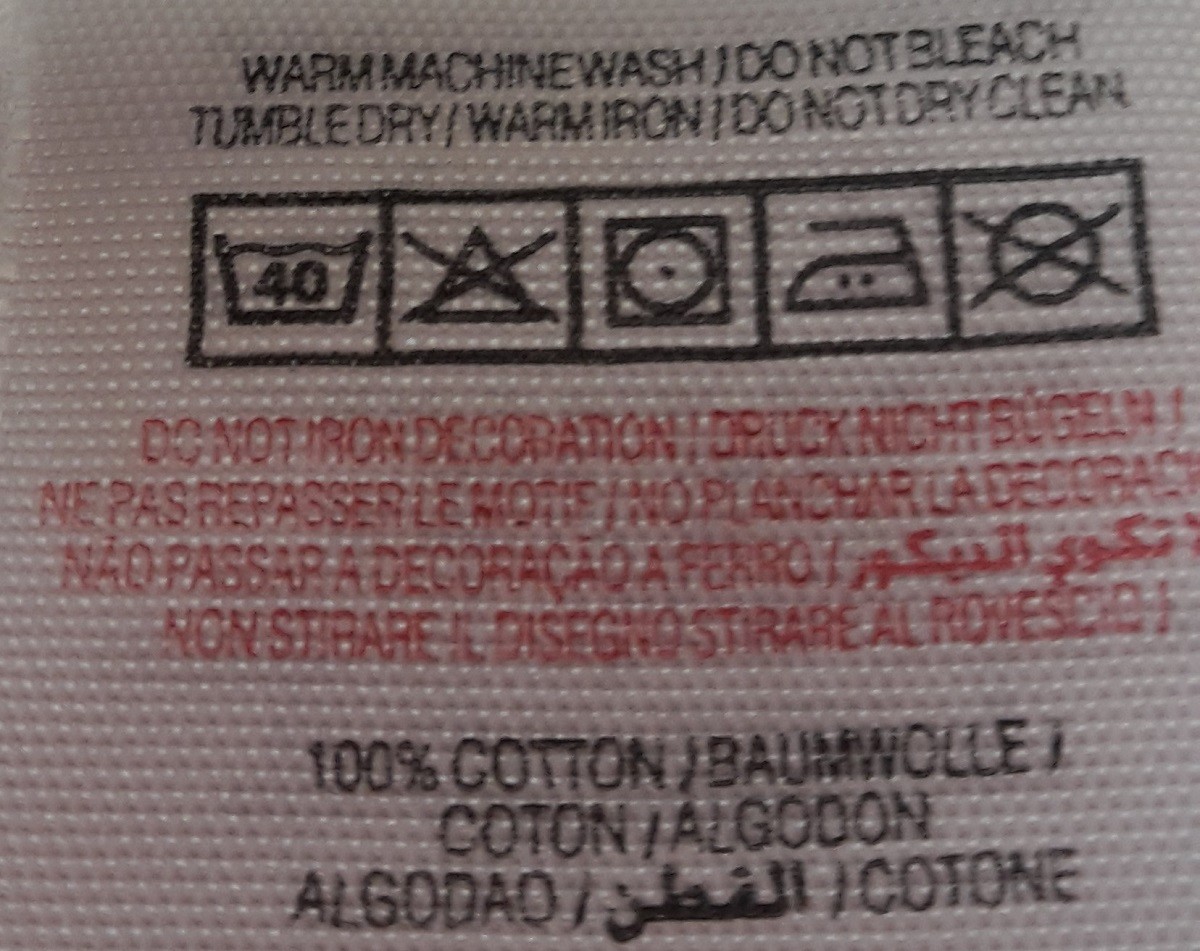 WARM MACHINE WASH / DO NOT BLEACH
TUMBLE DRY / WARM IRON / DO NOT DRY CLEAN
40
DO NOT IRON DECORATION / DRUCK NICHT BÜGELN /
NE PAS REPASSER LE MOTIF / NO PLANCHAR LA
NÃO PASSAR A DECORAÇÃO A FERRO / تكوي الديكور
NON STIRARE IL DISEGNO STIRARE AL ROVESCIO /
100% COTTON / BAUMWOLLE /
COTON / ALGODON
ALGODAO / القطن / COTONE